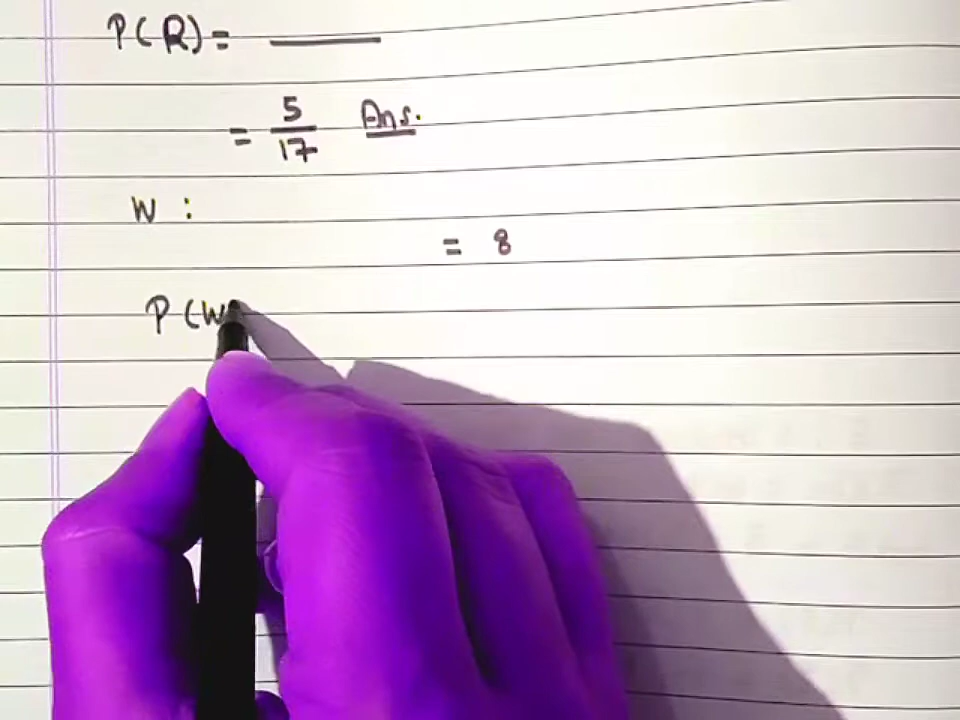 P(R) =
= 5/17 Ans.
W :
= 8
P(W